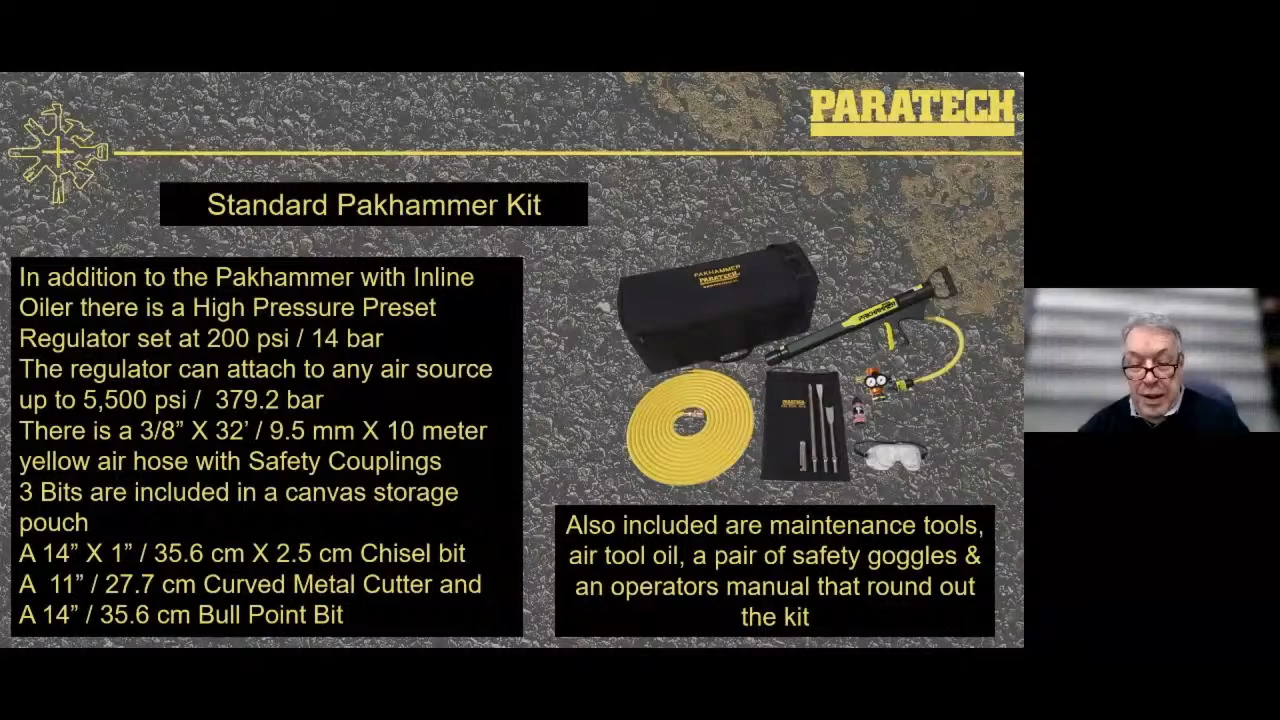 PARATECH
Standard Pakhammer Kit
In addition to the Pakhammer with Inline
Oiler there is a High Pressure Preset
Regulator set at 200 psi / 14 bar
The regulator can attach to any air source
up to 5,500 psi /  379.2 bar
There is a 3/8” X 32’ / 9.5 mm X 10 meter
yellow air hose with Safety Couplings
3 Bits are included in a canvas storage
pouch
A 14” X 1” / 35.6 cm X 2.5 cm Chisel bit
A  11” / 27.7 cm Curved Metal Cutter and
A 14” / 35.6 cm Bull Point Bit
PAKHAMMER
PARATECH
PAKHAMMER
PARATECH
Also included are maintenance tools,
air tool oil, a pair of safety goggles &
an operators manual that round out
the kit